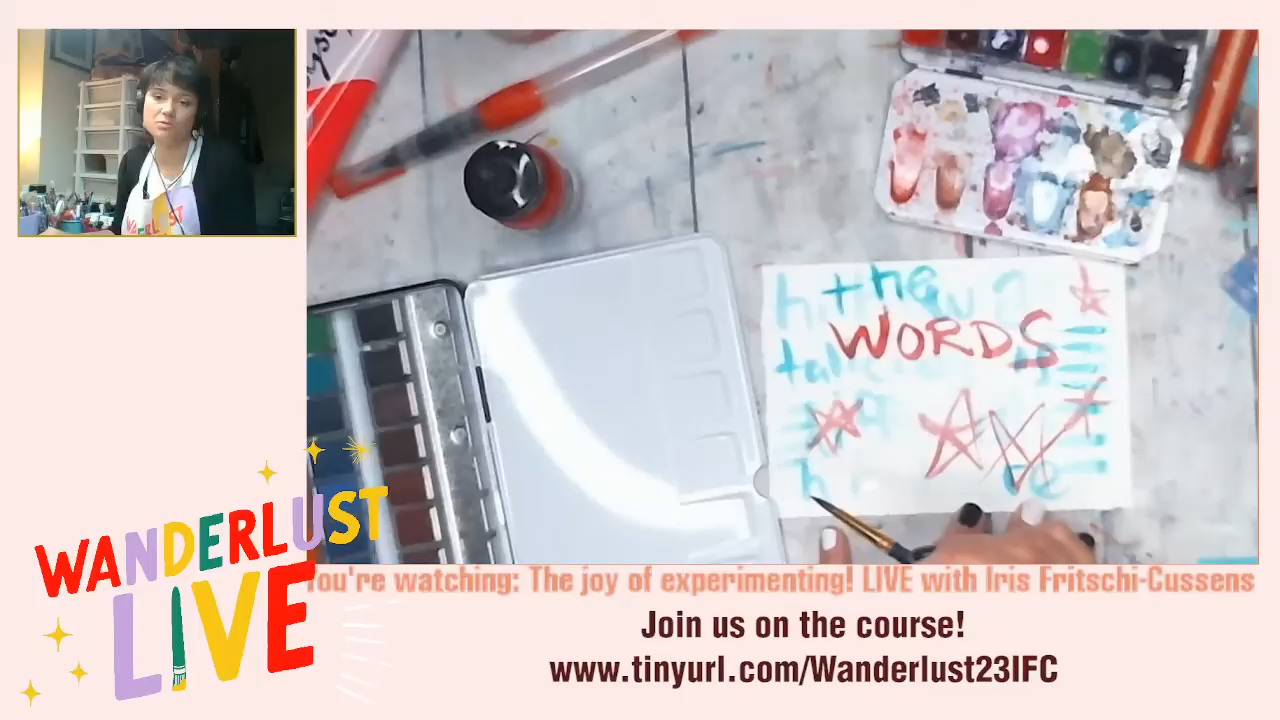 the
WORDS
WANDERLUST
LIVE
You're watching: The joy of experimenting! LIVE with Iris Fritschi-Cussens
Join us on the course!
www.tinyurl.com/Wanderlust23IFC